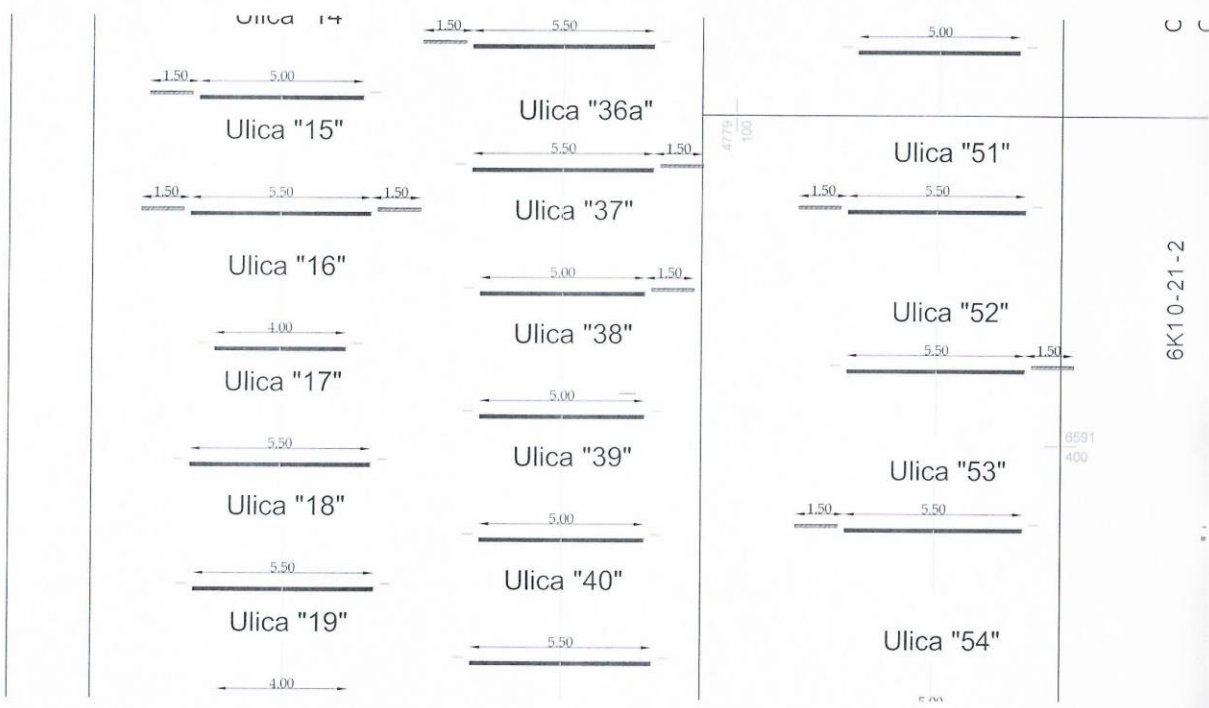 Ulica "14
1.50 5.00
Ulica "15"
1.50 5.50 1.50
Ulica "16"
4.00
Ulica "17"
5.50
Ulica "18"
5.50
Ulica "19"
4.00
1.50 5.50
Ulica "36a"
5.50 1.50
Ulica "37"
5.00 1.50
Ulica "38"
5.00
Ulica "39"
5.00
Ulica "40"
5.50
4779
100
5.00
Ulica "51"
1.50 5.50
Ulica "52"
5.50 1.50
6591
400
Ulica "53"
1.50 5.50
Ulica "54"
5.00
6K10-21-2